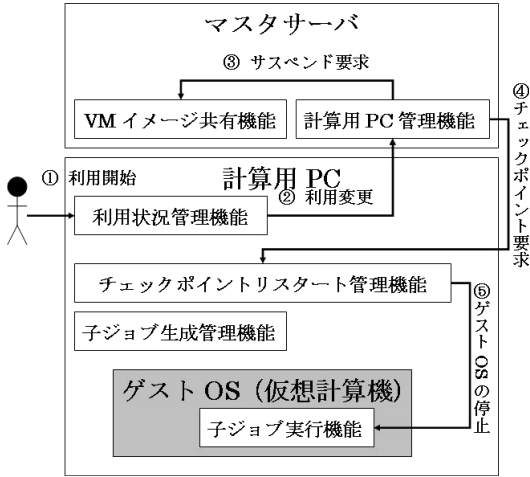 マスタサーバ
③ サスペンド要求
VM イメージ共有機能
計算用 PC 管理機能
④チェックポイント要求
① 利用開始
計算用 PC
② 利用変更
利用状況管理機能
チェックポイントリスタート管理機能
⑤ゲスト OS の停止
子ジョブ生成管理機能
ゲスト OS（仮想計算機）
子ジョブ実行機能